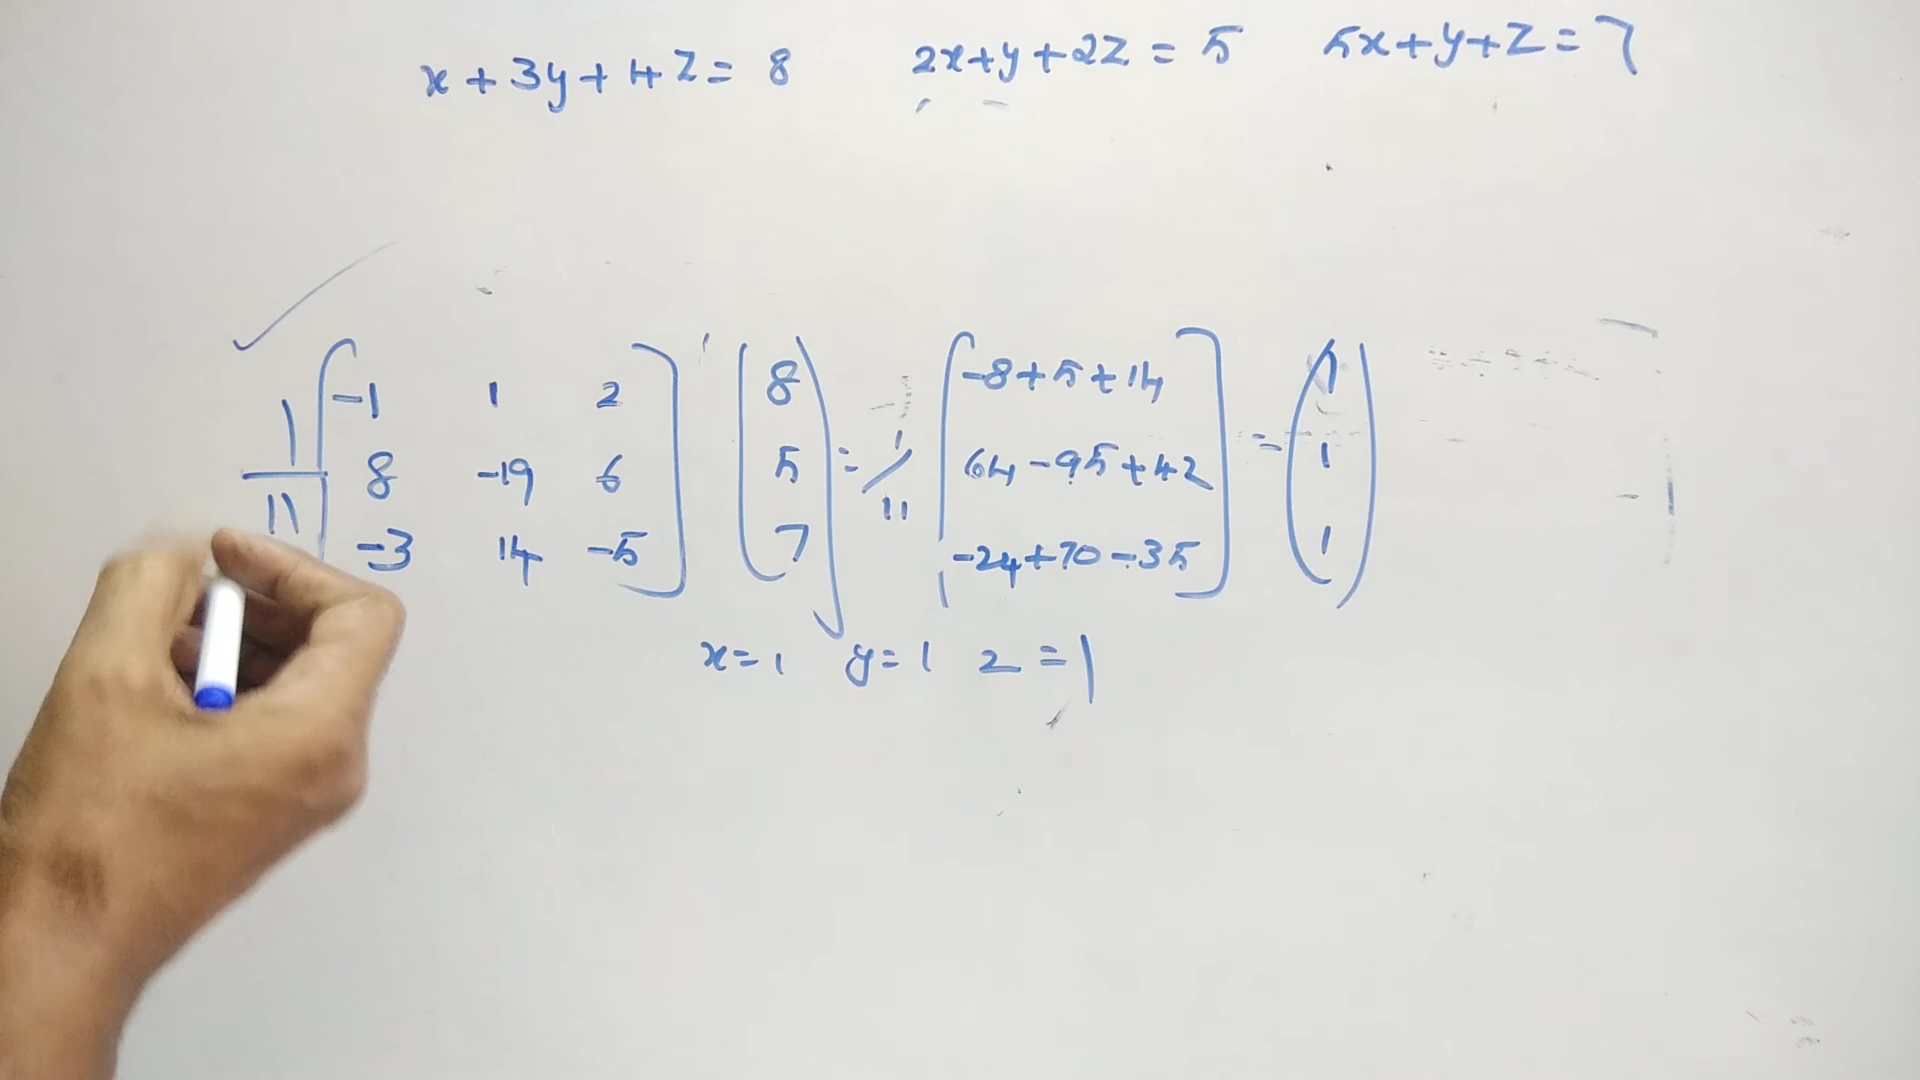 x + 3y + 4z = 8 2x + y + 2z = 5 5x + y + z = 7
1/11 [ -1 1 2 ] [ 8 ] = 1/11 [ -8 + 5 + 14 ] = ( 1 )
8 -19 6 5 64 - 95 + 42 1
-3 14 -5 7 -24 + 70 - 35 1
x = 1 y = 1 z = 1